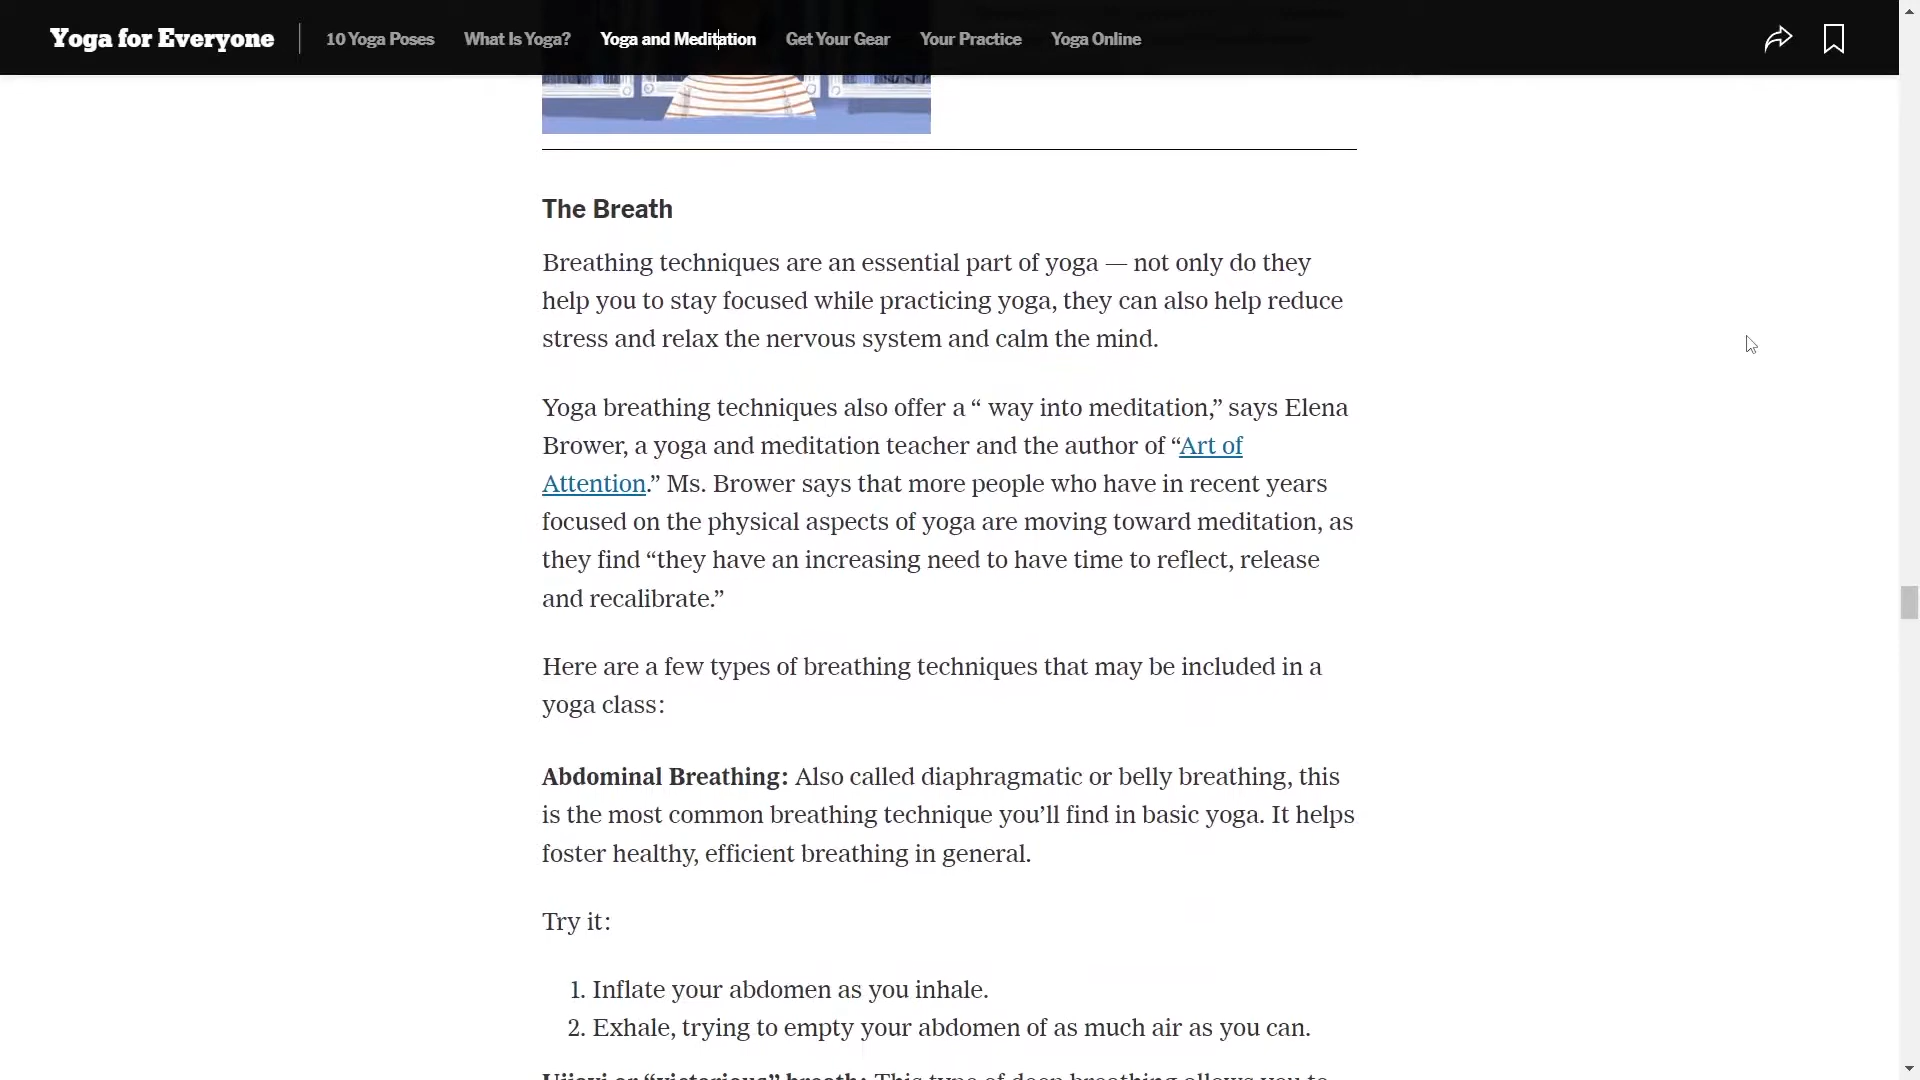 Yoga for Everyone
10 Yoga Poses
What Is Yoga?
Yoga and Meditation
Get Your Gear
Your Practice
Yoga Online
The Breath
Breathing techniques are an essential part of yoga — not only do they
help you to stay focused while practicing yoga, they can also help reduce
stress and relax the nervous system and calm the mind.
Yoga breathing techniques also offer a “ way into meditation,” says Elena
Brower, a yoga and meditation teacher and the author of “Art of
Attention.” Ms. Brower says that more people who have in recent years
focused on the physical aspects of yoga are moving toward meditation, as
they find “they have an increasing need to have time to reflect, release
and recalibrate.”
Here are a few types of breathing techniques that may be included in a
yoga class:
Abdominal Breathing: Also called diaphragmatic or belly breathing, this
is the most common breathing technique you’ll find in basic yoga. It helps
foster healthy, efficient breathing in general.
Try it:
1. Inflate your abdomen as you inhale.
2. Exhale, trying to empty your abdomen of as much air as you can.
Ujjayi or “victorious” breath: This type of deep breathing allows you to